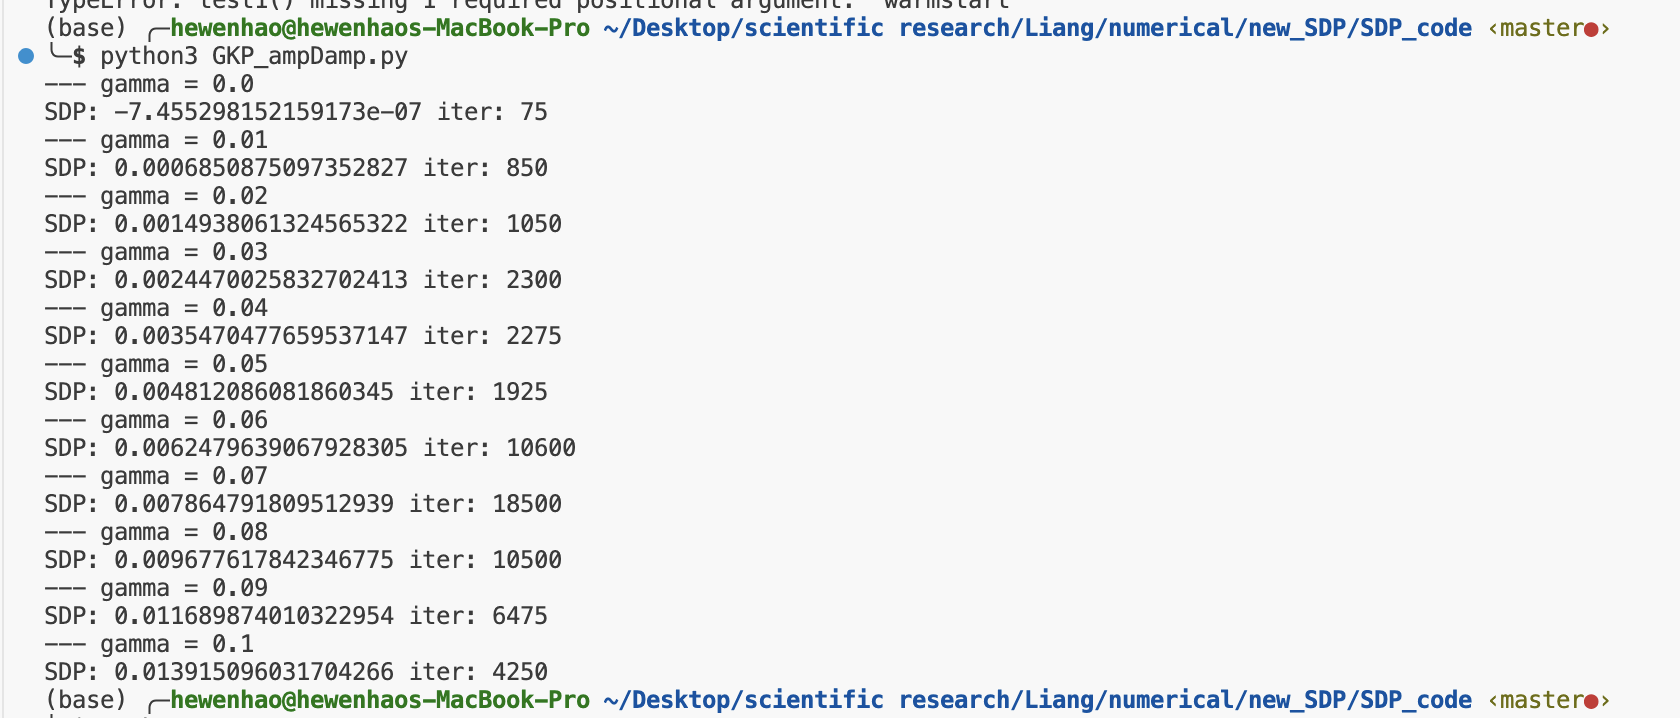 TypeError: test1() missing 1 required positional argument: 'warmstart'
(base) ╭─hewenhao@hewenhaos-MacBook-Pro ~/Desktop/scientific research/Liang/numerical/new_SDP/SDP_code ‹master●›
╰─$ python3 GKP_ampDamp.py
--- gamma = 0.0
SDP: -7.455298152159173e-07 iter: 75
--- gamma = 0.01
SDP: 0.0006850875097352827 iter: 850
--- gamma = 0.02
SDP: 0.0014938061324565322 iter: 1050
--- gamma = 0.03
SDP: 0.0024470025832702413 iter: 2300
--- gamma = 0.04
SDP: 0.0035470477659537147 iter: 2275
--- gamma = 0.05
SDP: 0.004812086081860345 iter: 1925
--- gamma = 0.06
SDP: 0.0062479639067928305 iter: 10600
--- gamma = 0.07
SDP: 0.007864791809512939 iter: 18500
--- gamma = 0.08
SDP: 0.009677617842346775 iter: 10500
--- gamma = 0.09
SDP: 0.011689874010322954 iter: 6475
--- gamma = 0.1
SDP: 0.013915096031704266 iter: 4250
(base) ╭─hewenhao@hewenhaos-MacBook-Pro ~/Desktop/scientific research/Liang/numerical/new_SDP/SDP_code ‹master●›